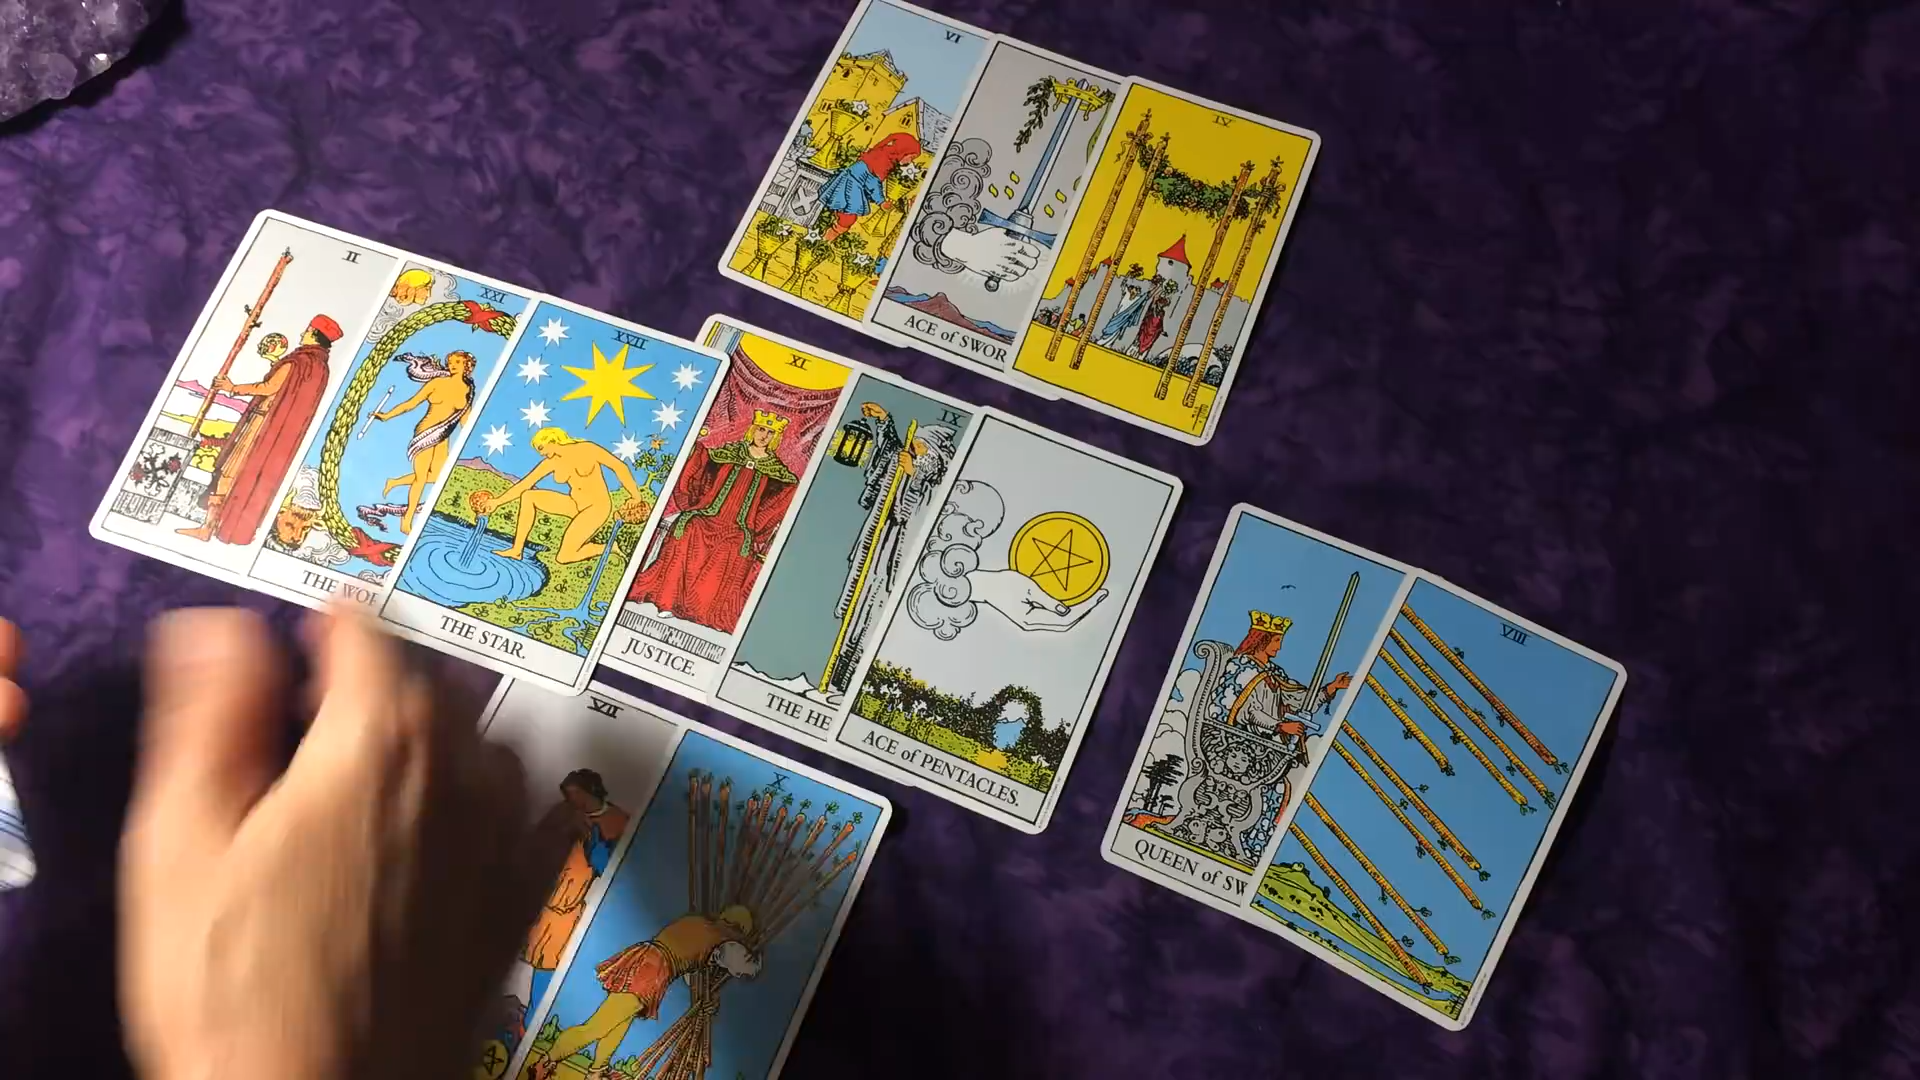 VI
ACE of SWOR
IV
II
XXI
THE WOR
XVII
THE STAR.
XI
JUSTICE.
IX
THE HE
ACE of PENTACLES.
QUEEN of SW
VIII
VII
X